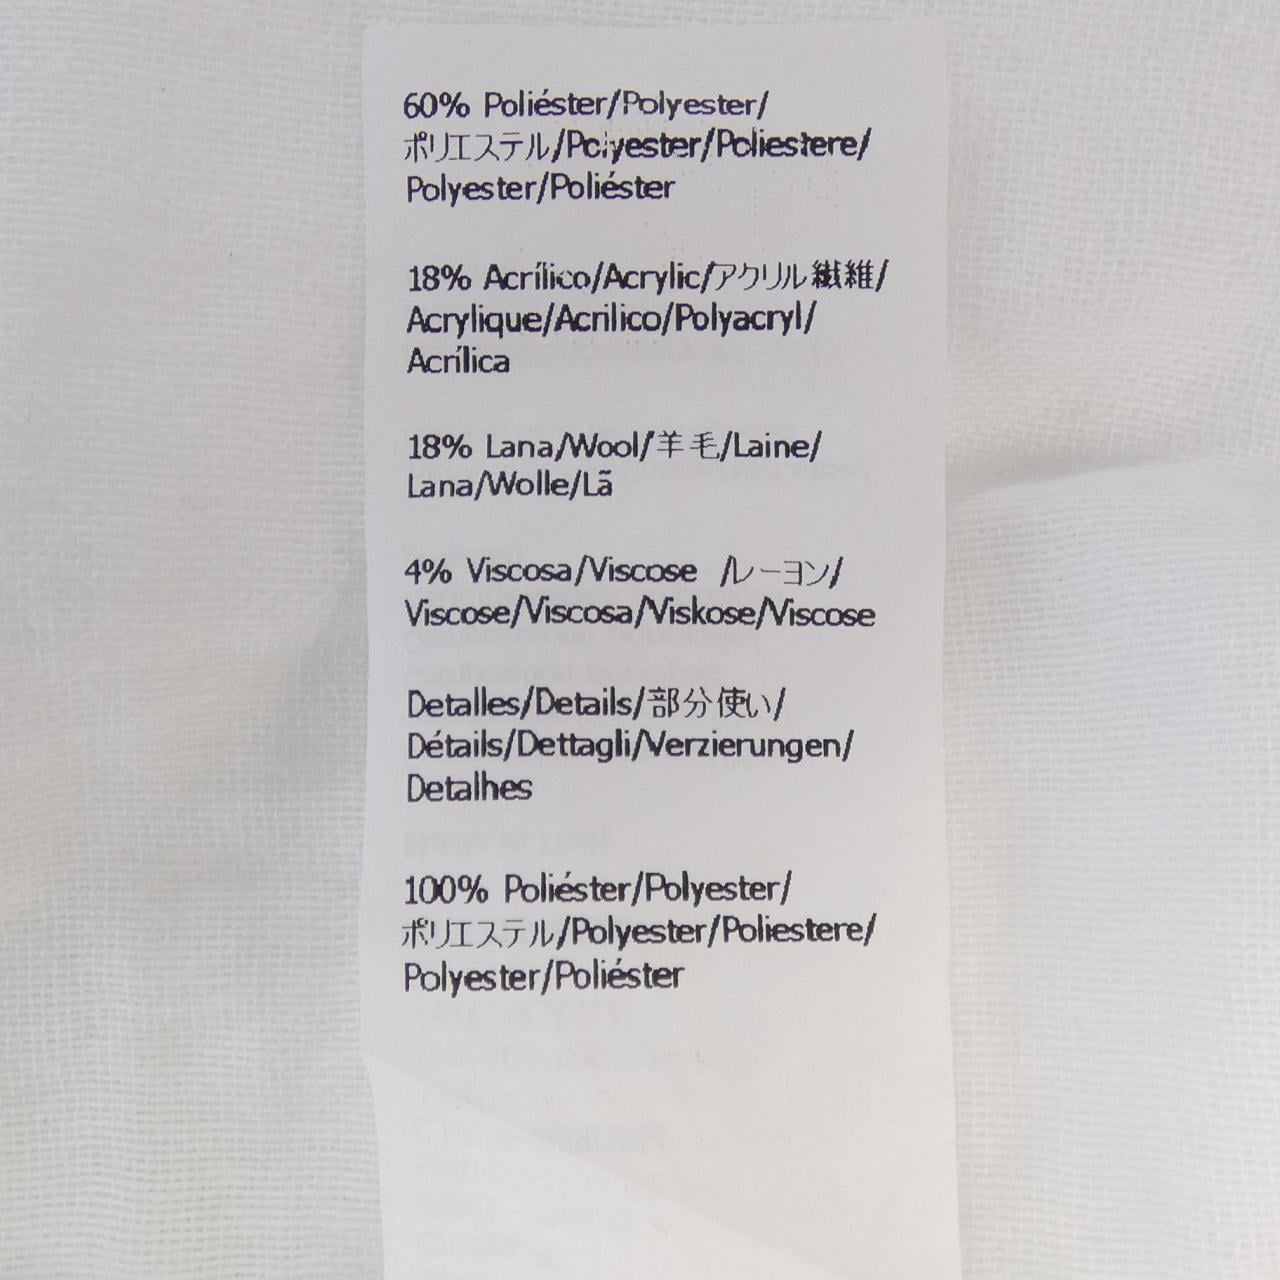 60% Poliéster/Polyester/
ポリエステル/Polyester/Poliestere/
Polyester/Poliéster
18% Acrílico/Acrylic/アクリル繊維/
Acrylique/Acrilico/Polyacryl/
Acrílica
18% Lana/Wool/羊毛/Laine/
Lana/Wolle/Lã
4% Viscosa/Viscose /レーヨン/
Viscose/Viscosa/Viskose/Viscose
Detalles/Details/部分使い/
Détails/Dettagli/Verzierungen/
Detalhes
100% Poliéster/Polyester/
ポリエステル/Polyester/Poliestere/
Polyester/Poliéster